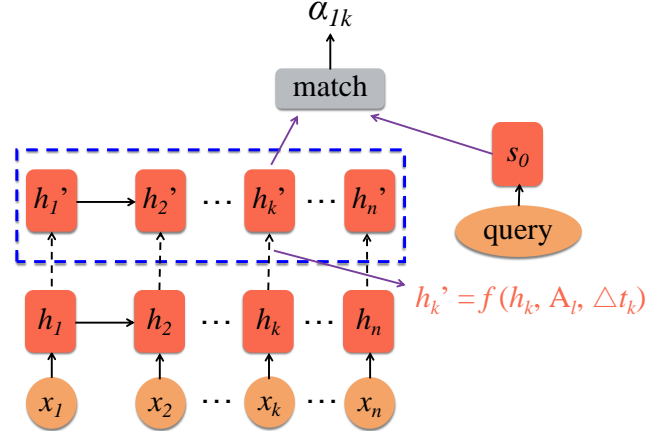 α1k
match
s0
h1’ h2’ ··· hk’ ··· hn’
query
hk’ = f (hk, Al, △tk)
h1 h2 ··· hk ··· hn
x1 x2 ··· xk ··· xn